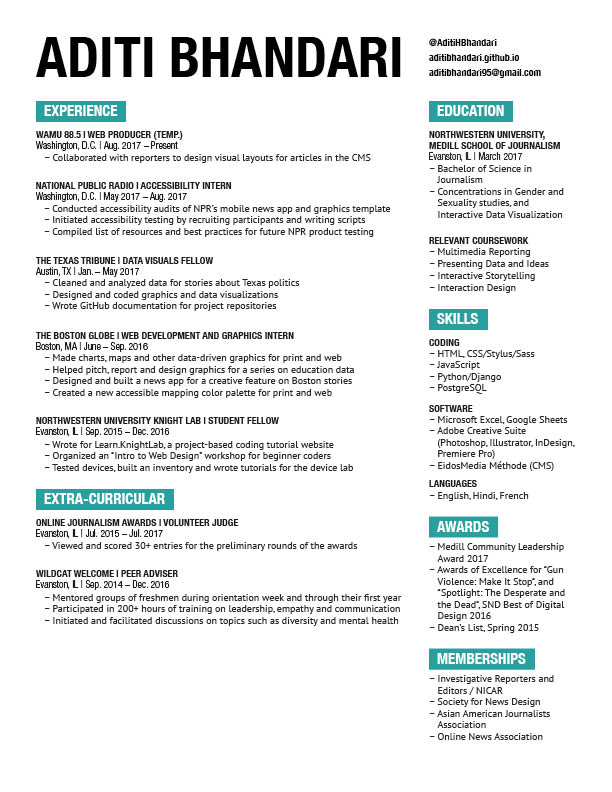 ADITI BHANDARI
@AditiHBhandari
aditibhandari.github.io
aditibhandari95@gmail.com
EXPERIENCE
WAMU 88.5 | WEB PRODUCER (TEMP.)
Washington, D.C. | Aug. 2017 – Present
– Collaborated with reporters to design visual layouts for articles in the CMS
NATIONAL PUBLIC RADIO | ACCESSIBILITY INTERN
Washington, D.C. | May 2017 – Aug. 2017
– Conducted accessibility audits of NPR's mobile news app and graphics template
– Initiated accessibility testing by recruiting participants and writing scripts
– Compiled list of resources and best practices for future NPR product testing
THE TEXAS TRIBUNE | DATA VISUALS FELLOW
Austin, TX | Jan. – May 2017
– Cleaned and analyzed data for stories about Texas politics
– Designed and coded graphics and data visualizations
– Wrote GitHub documentation for project repositories
THE BOSTON GLOBE | WEB DEVELOPMENT AND GRAPHICS INTERN
Boston, MA | June – Sep. 2016
– Made charts, maps and other data-driven graphics for print and web
– Helped pitch, report and design graphics for a series on education data
– Designed and built a news app for a creative feature on Boston stories
– Created a new accessible mapping color palette for print and web
NORTHWESTERN UNIVERSITY KNIGHT LAB | STUDENT FELLOW
Evanston, IL | Sep. 2015 – Dec. 2016
– Wrote for Learn.KnightLab, a project-based coding tutorial website
– Organized an “Intro to Web Design” workshop for beginner coders
– Tested devices, built an inventory and wrote tutorials for the device lab
EXTRA-CURRICULAR
ONLINE JOURNALISM AWARDS | VOLUNTEER JUDGE
Evanston, IL | Jul. 2015 – Jul. 2017
– Viewed and scored 30+ entries for the preliminary rounds of the awards
WILDCAT WELCOME | PEER ADVISER
Evanston, IL | Sep. 2014 – Dec. 2016
– Mentored groups of freshmen during orientation week and through their first year
– Participated in 200+ hours of training on leadership, empathy and communication
– Initiated and facilitated discussions on topics such as diversity and mental health
EDUCATION
NORTHWESTERN UNIVERSITY,
MEDILL SCHOOL OF JOURNALISM
Evanston, IL | March 2017
– Bachelor of Science in
Journalism
– Concentrations in Gender and
Sexuality studies, and
Interactive Data Visualization
RELEVANT COURSEWORK
– Multimedia Reporting
– Presenting Data and Ideas
– Interactive Storytelling
– Interaction Design
SKILLS
CODING
– HTML, CSS/Stylus/Sass
– JavaScript
– Python/Django
– PostgreSQL
SOFTWARE
– Microsoft Excel, Google Sheets
– Adobe Creative Suite
(Photoshop, Illustrator, InDesign,
Premiere Pro)
– EidosMedia Méthode (CMS)
LANGUAGES
– English, Hindi, French
AWARDS
– Medill Community Leadership
Award 2017
– Awards of Excellence for “Gun
Violence: Make It Stop”, and
“Spotlight: The Desperate and
the Dead”, SND Best of Digital
Design 2016
– Dean's List, Spring 2015
MEMBERSHIPS
– Investigative Reporters and
Editors / NICAR
– Society for News Design
– Asian American Journalists
Association
– Online News Association